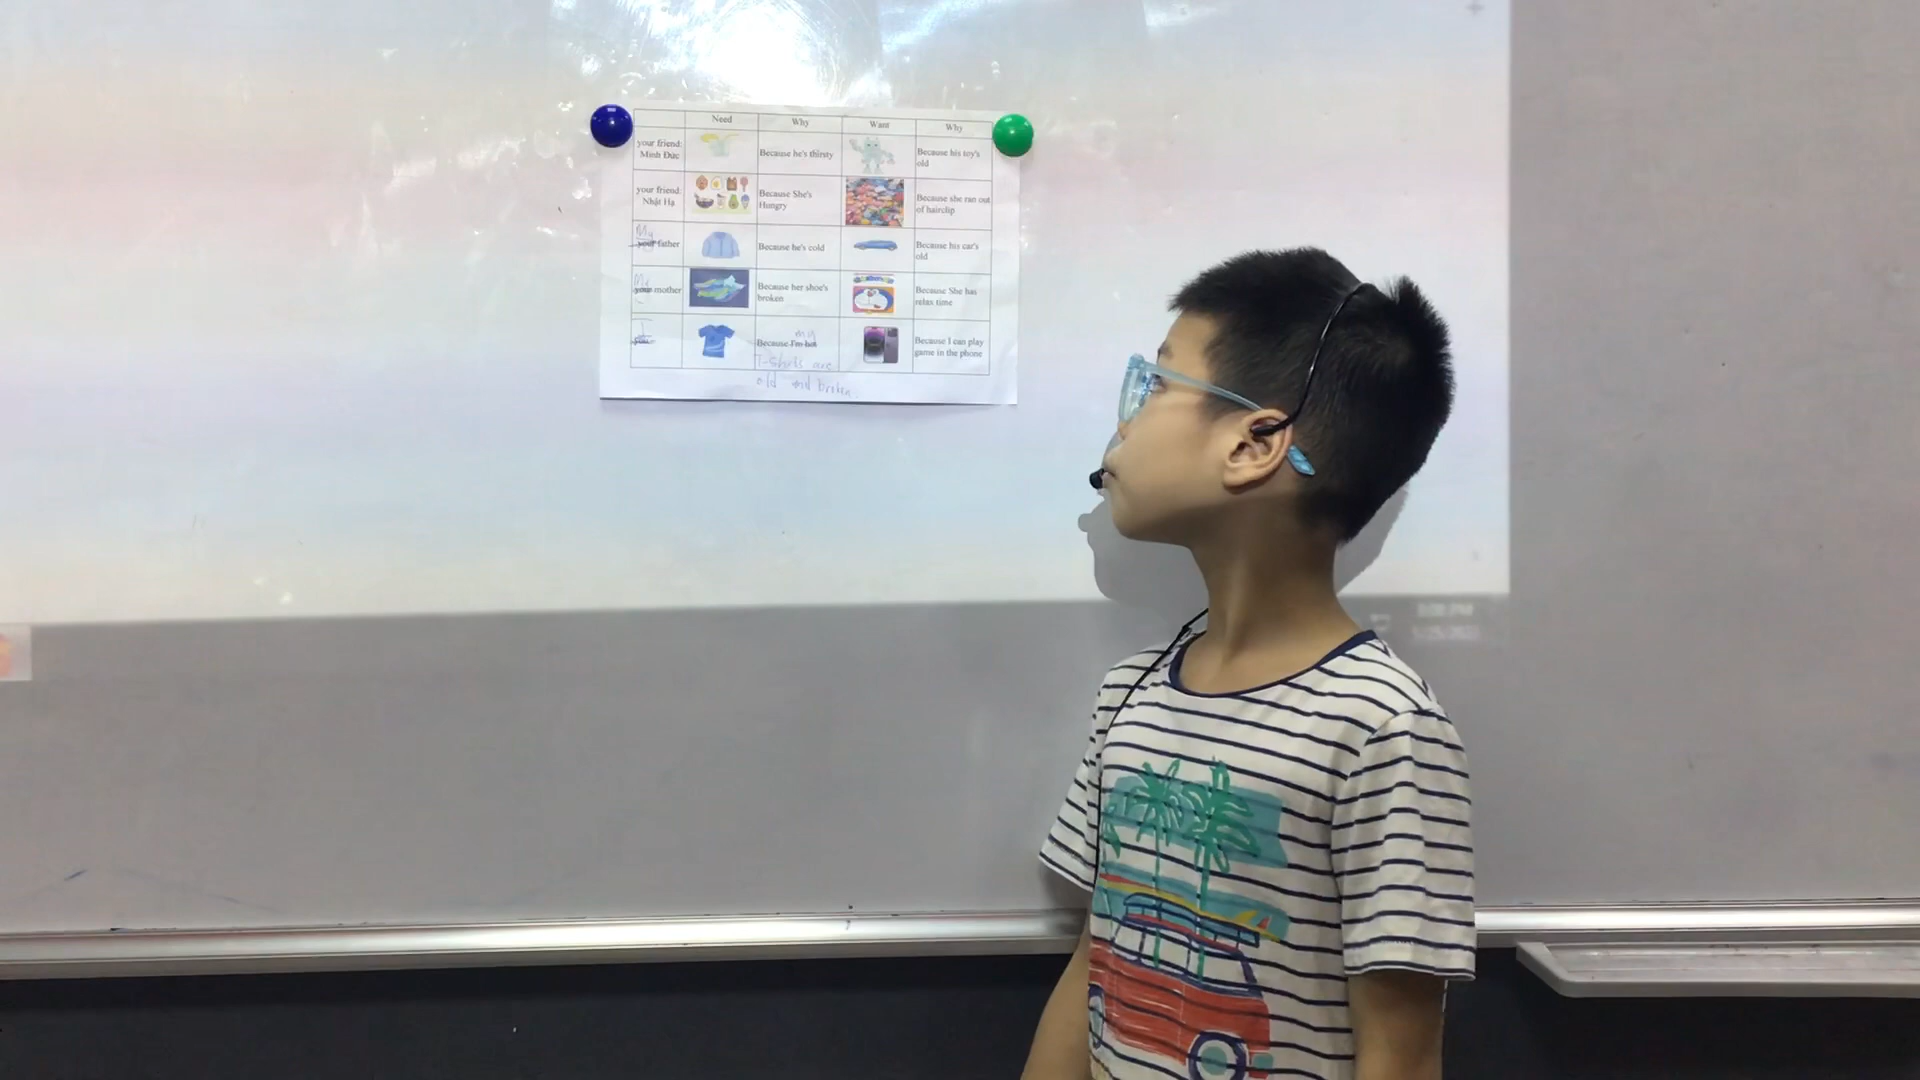 Need Why Want Why
your friend:
Minh Đức
Because he's thirsty
Because his toy's
old
your friend:
Nhật Hạ
Because She's
Hungry
Because she ran out
of hairclip
My
your father
Because he's cold
Because his car's
old
My
your mother
Because her shoe's
broken
Because She has
relax time
I
my
Because I'm hot
T-shirts are
old and broken.
Because I can play
game in the phone